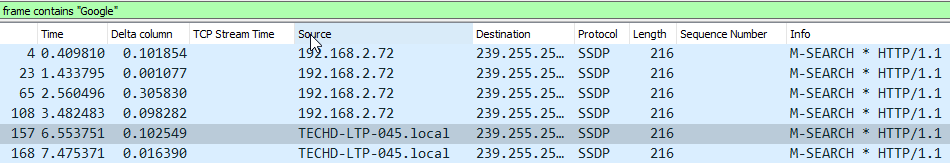 frame contains "Google"
Time Delta column TCP Stream Time Source Destination Protocol Length Sequence Number Info
4 0.409810 0.101854 192.168.2.72 239.255.25… SSDP 216 M-SEARCH * HTTP/1.1
23 1.433795 0.001077 192.168.2.72 239.255.25… SSDP 216 M-SEARCH * HTTP/1.1
65 2.560496 0.305830 192.168.2.72 239.255.25… SSDP 216 M-SEARCH * HTTP/1.1
108 3.482483 0.098282 192.168.2.72 239.255.25… SSDP 216 M-SEARCH * HTTP/1.1
157 6.553751 0.102549 TECHD-LTP-045.local 239.255.25… SSDP 216 M-SEARCH * HTTP/1.1
168 7.475371 0.016390 TECHD-LTP-045.local 239.255.25… SSDP 216 M-SEARCH * HTTP/1.1